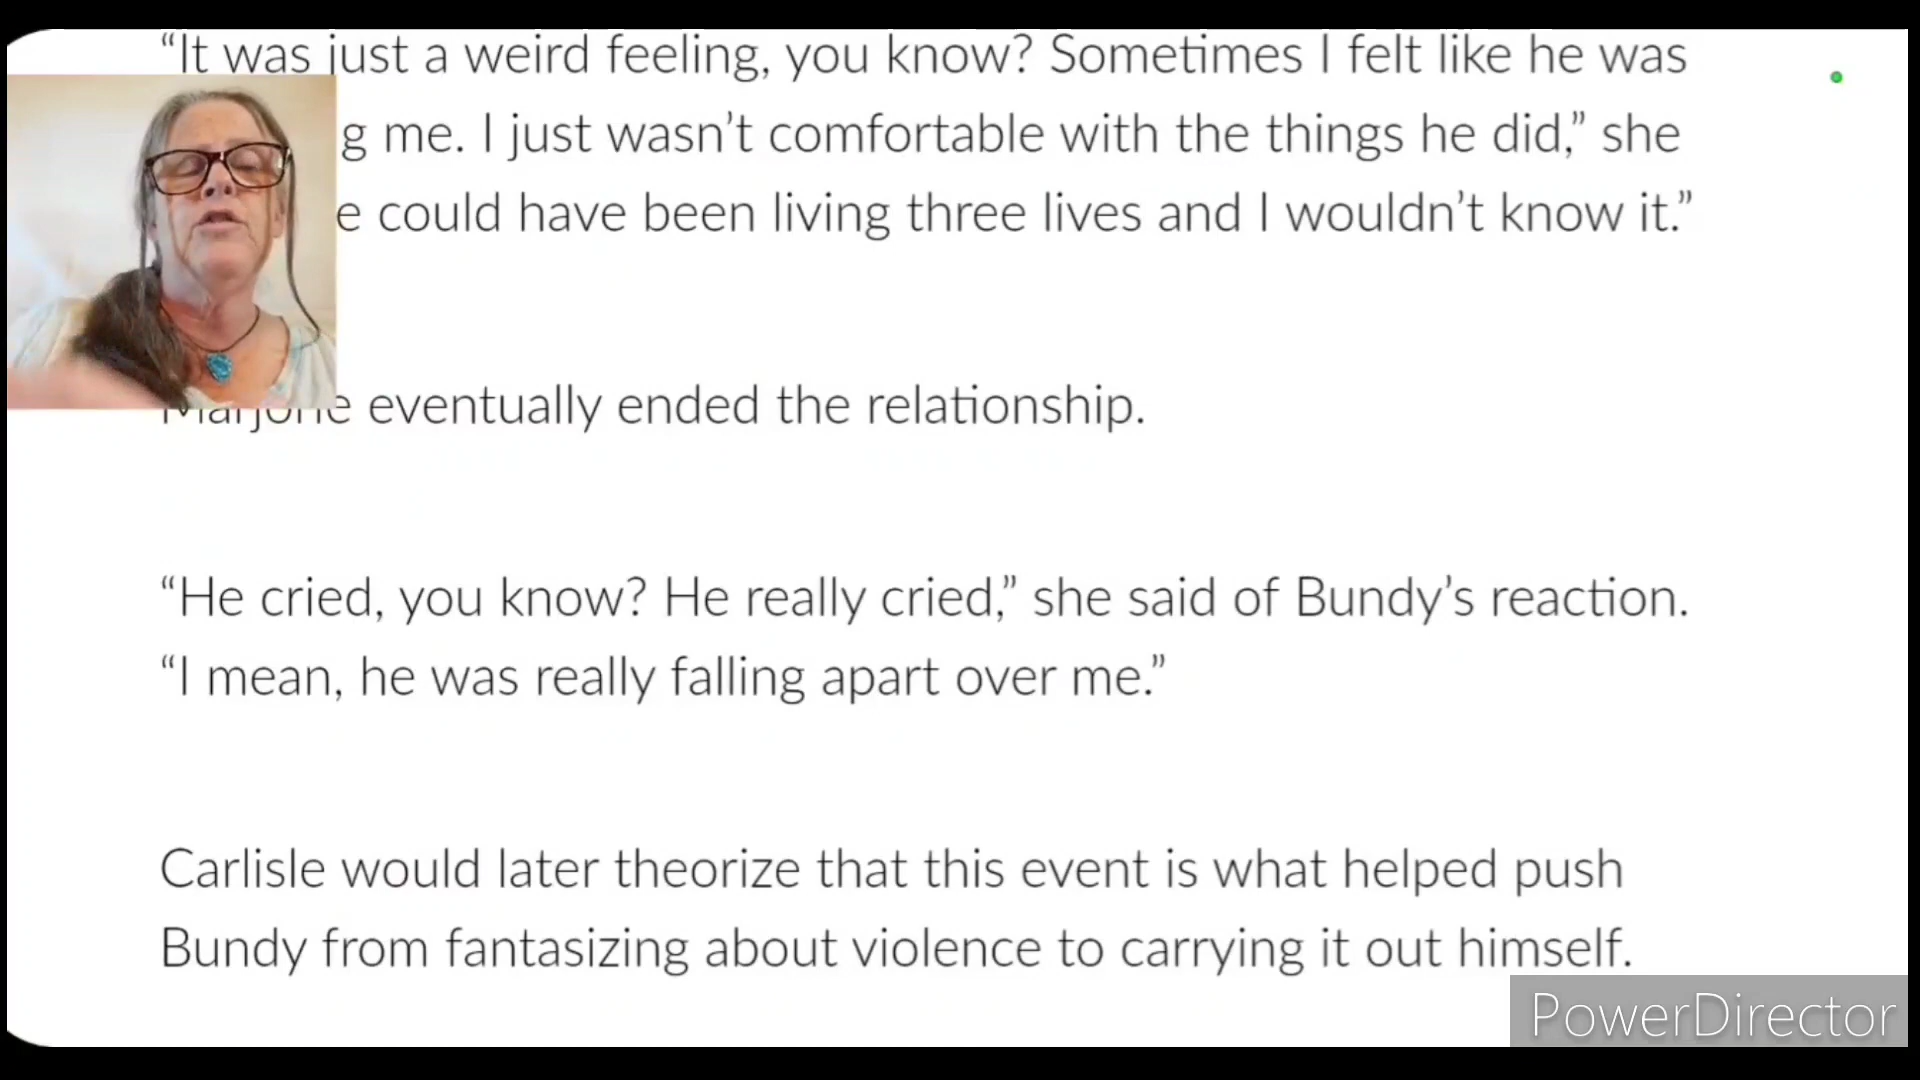 “It was just a weird feeling, you know? Sometimes I felt like he was
g me. I just wasn’t comfortable with the things he did,” she
e could have been living three lives and I wouldn’t know it.”
Marjorie eventually ended the relationship.
“He cried, you know? He really cried,” she said of Bundy’s reaction.
“I mean, he was really falling apart over me.”
Carlisle would later theorize that this event is what helped push
Bundy from fantasizing about violence to carrying it out himself.
PowerDirector